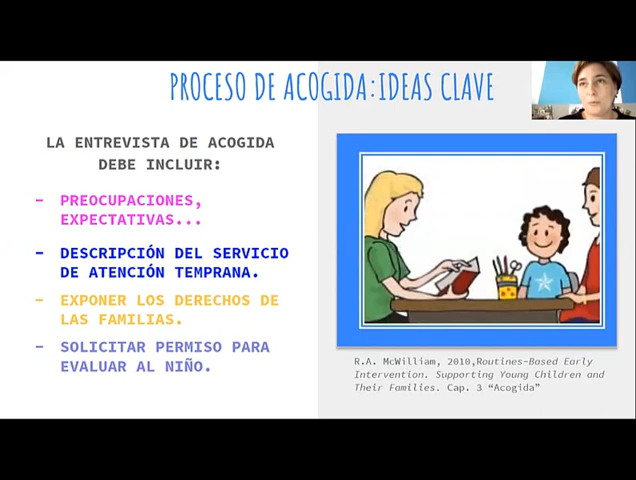 PROCESO DE ACOGIDA:IDEAS CLAVE
LA ENTREVISTA DE ACOGIDA
DEBE INCLUIR:
- PREOCUPACIONES,
EXPECTATIVAS...
- DESCRIPCIÓN DEL SERVICIO
DE ATENCIÓN TEMPRANA.
- EXPONER LOS DERECHOS DE
LAS FAMILIAS.
- SOLICITAR PERMISO PARA
EVALUAR AL NIÑO.
R.A. McWilliam, 2010,Routines-Based Early
Intervention. Supporting Young Children and
Their Families. Cap. 3 “Acogida”